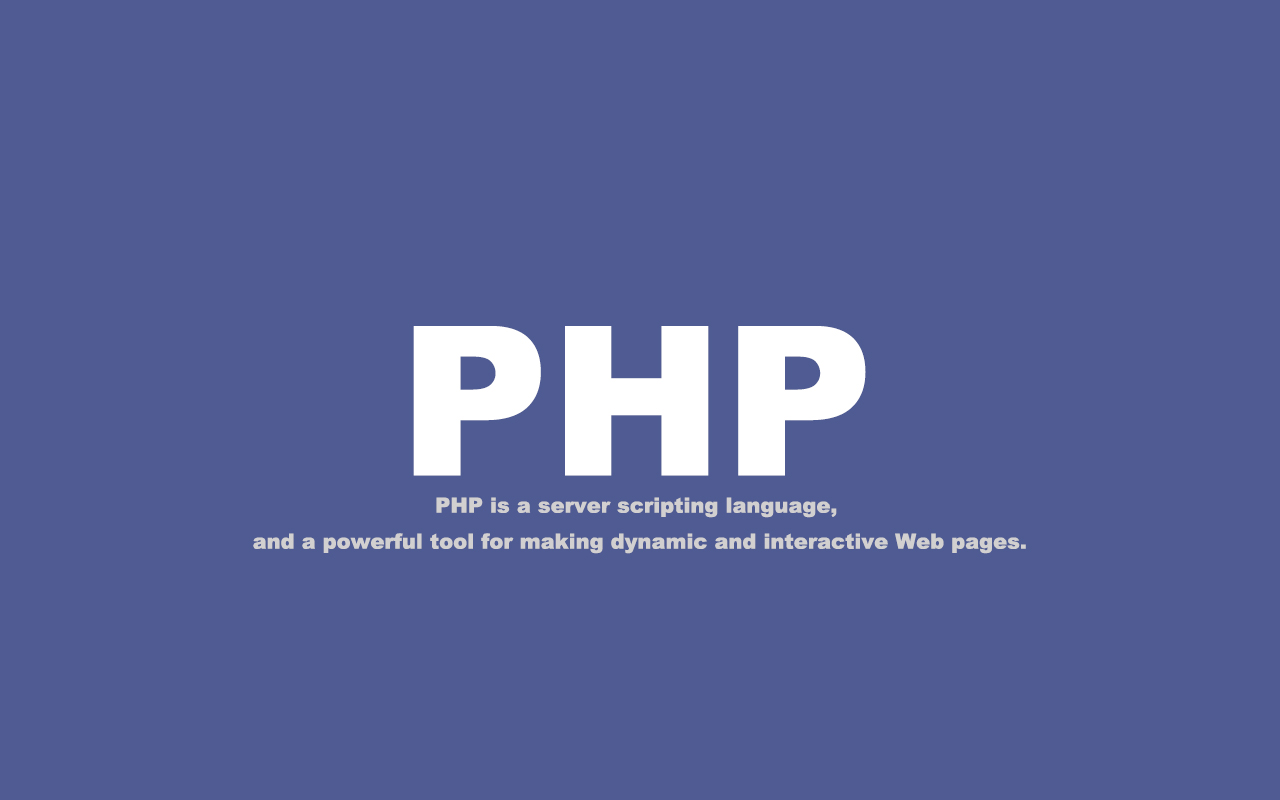 PHP
PHP is a server scripting language,
and a powerful tool for making dynamic and interactive Web pages.